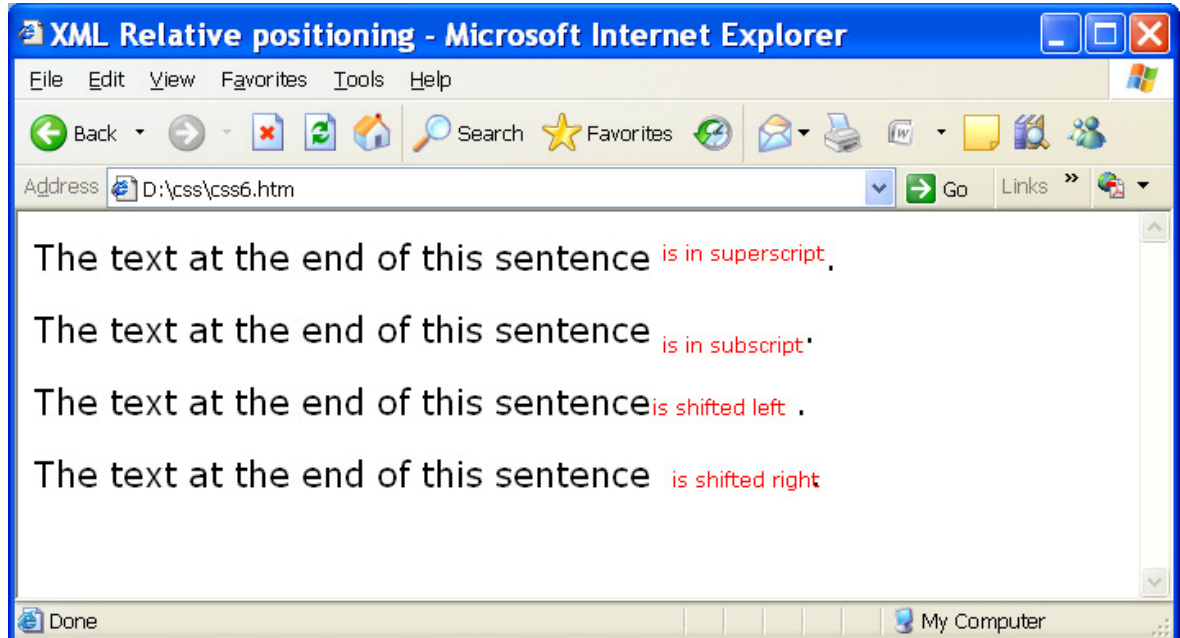 XML Relative positioning - Microsoft Internet Explorer
File Edit View Favorites Tools Help
Back Search Favorites W
Address D:\css\css6.htm Go Links »
The text at the end of this sentence is in superscript.
The text at the end of this sentence is in subscript.
The text at the end of this sentence is shifted left .
The text at the end of this sentence is shifted right.
Done My Computer